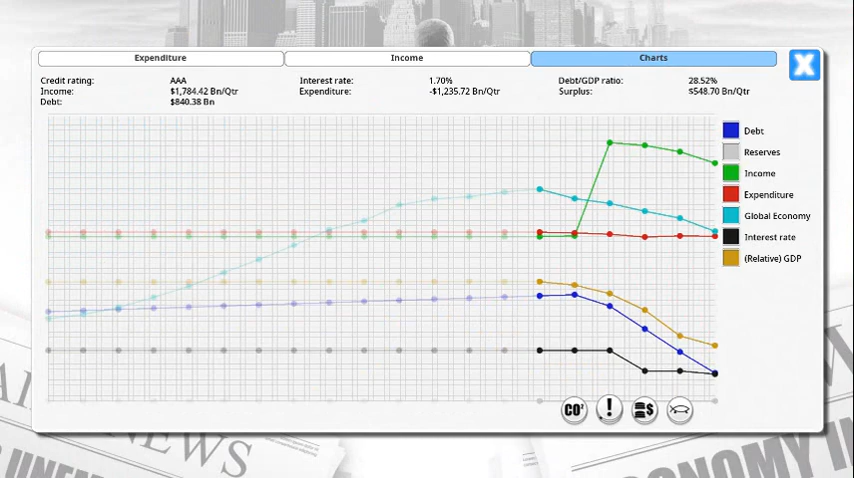 Expenditure Income Charts
Credit rating: AAA Interest rate: 1.70% Debt/GDP ratio: 28.52%
Income: $1,784.42 Bn/Qtr Expenditure: -$1,235.72 Bn/Qtr Surplus: $548.70 Bn/Qtr
Debt: $840.38 Bn
Debt
Reserves
Income
Expenditure
Global Economy
Interest rate
(Relative) GDP
CO² ! $
NEWS